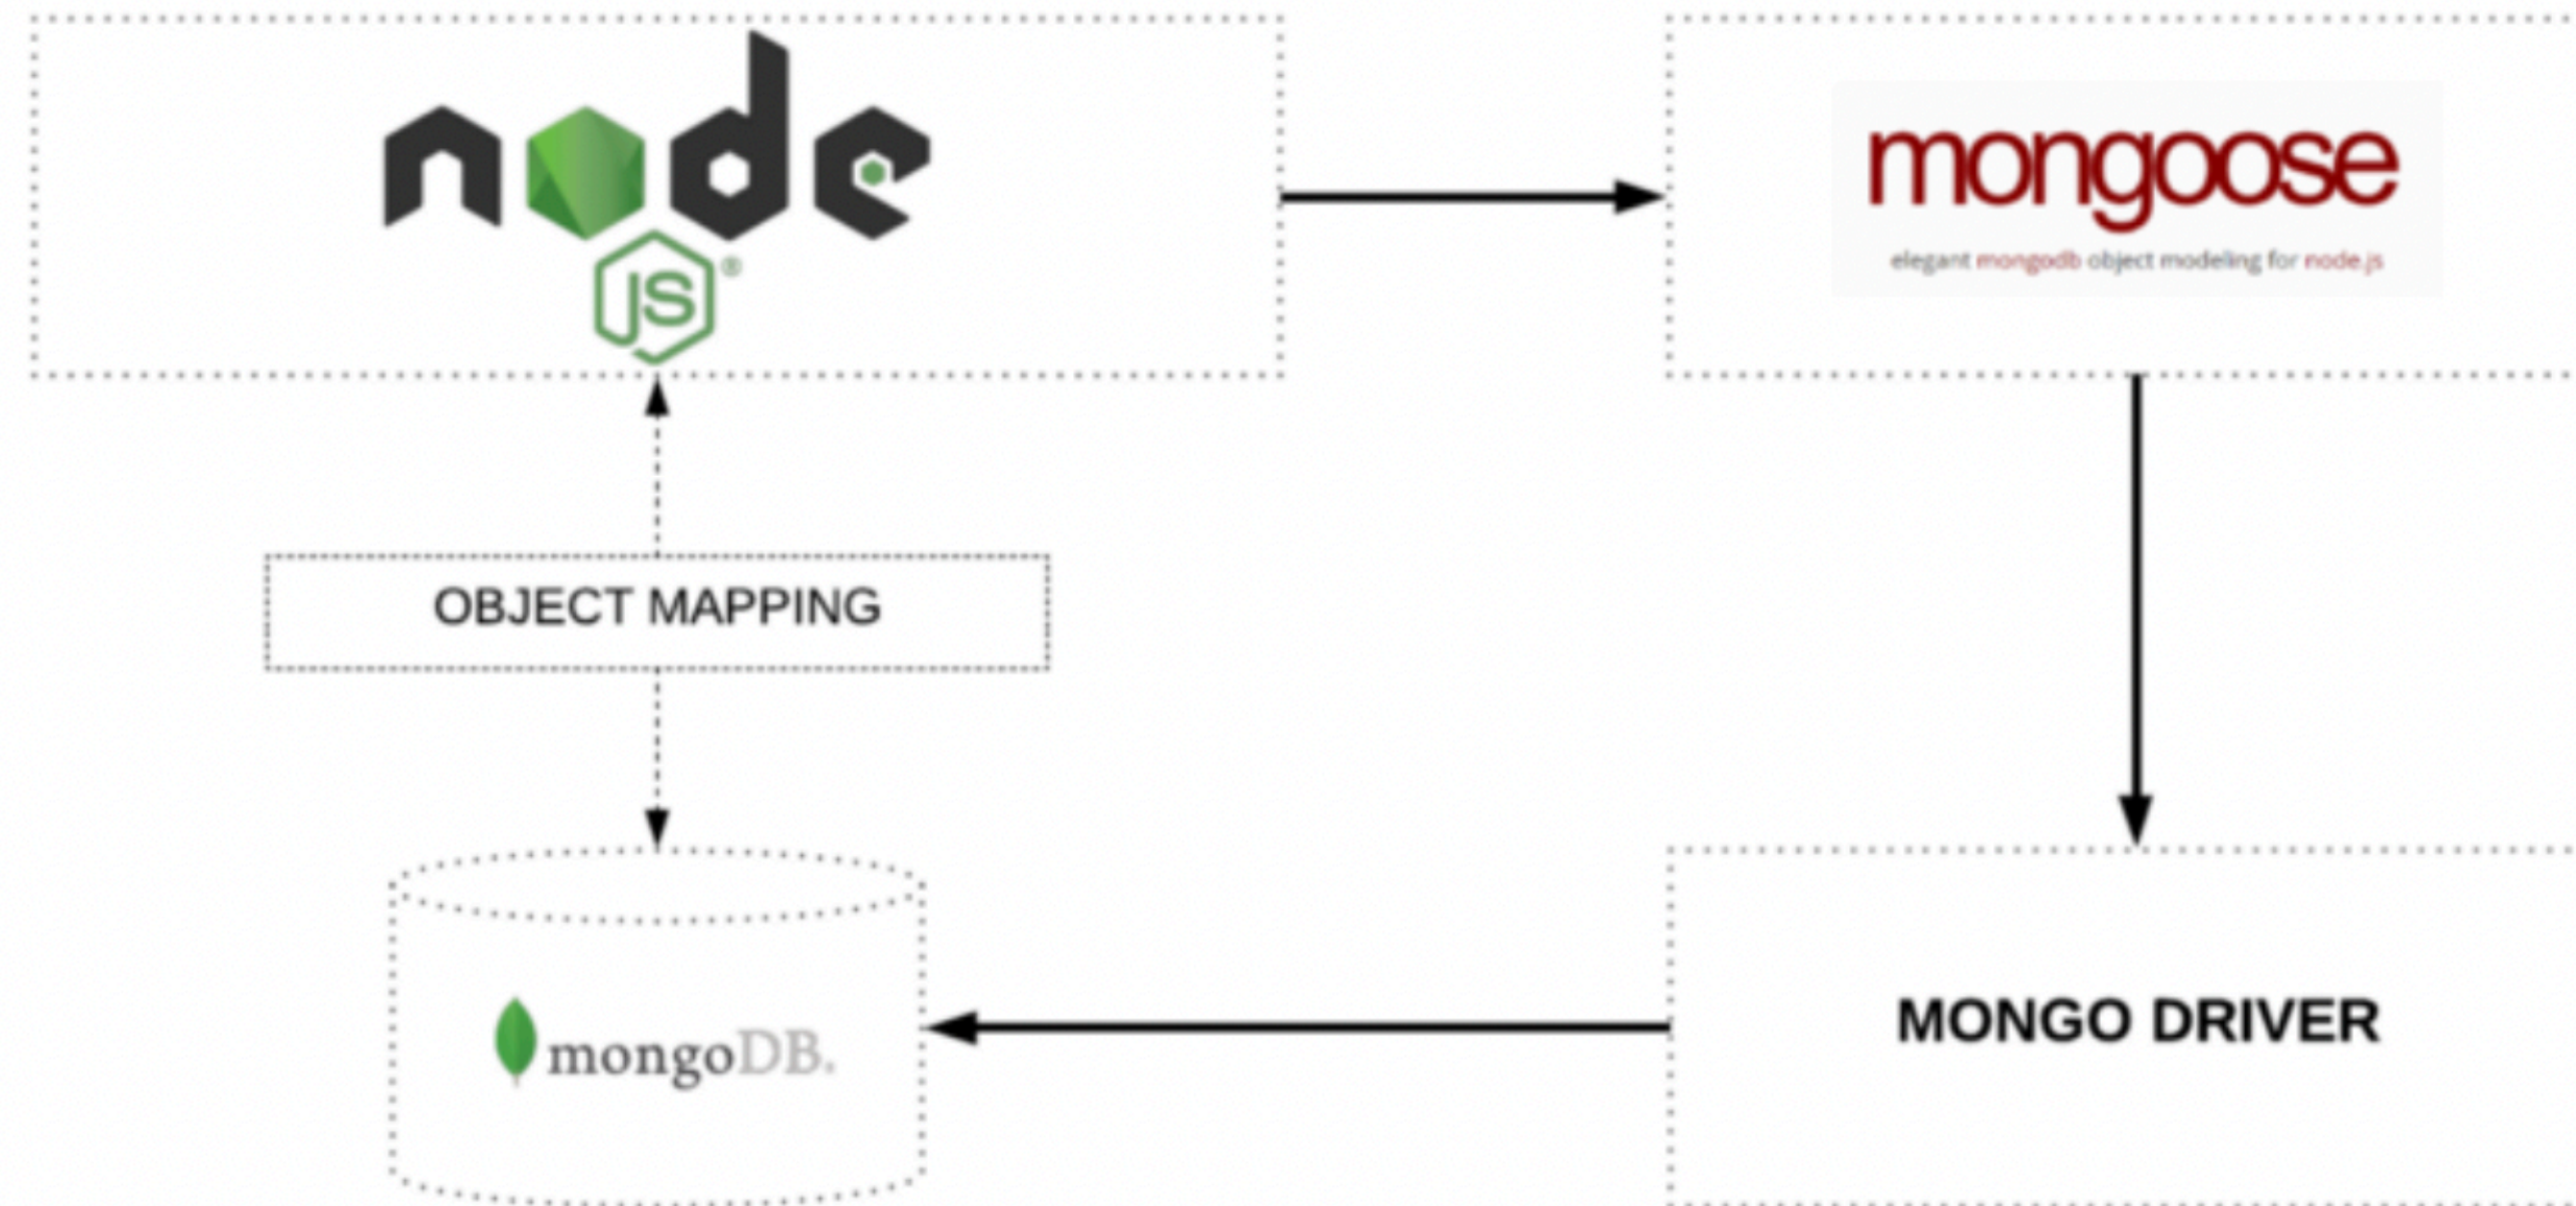 node
JS®
mongoose
elegant mongodb object modeling for node.js
OBJECT MAPPING
mongoDB.
MONGO DRIVER